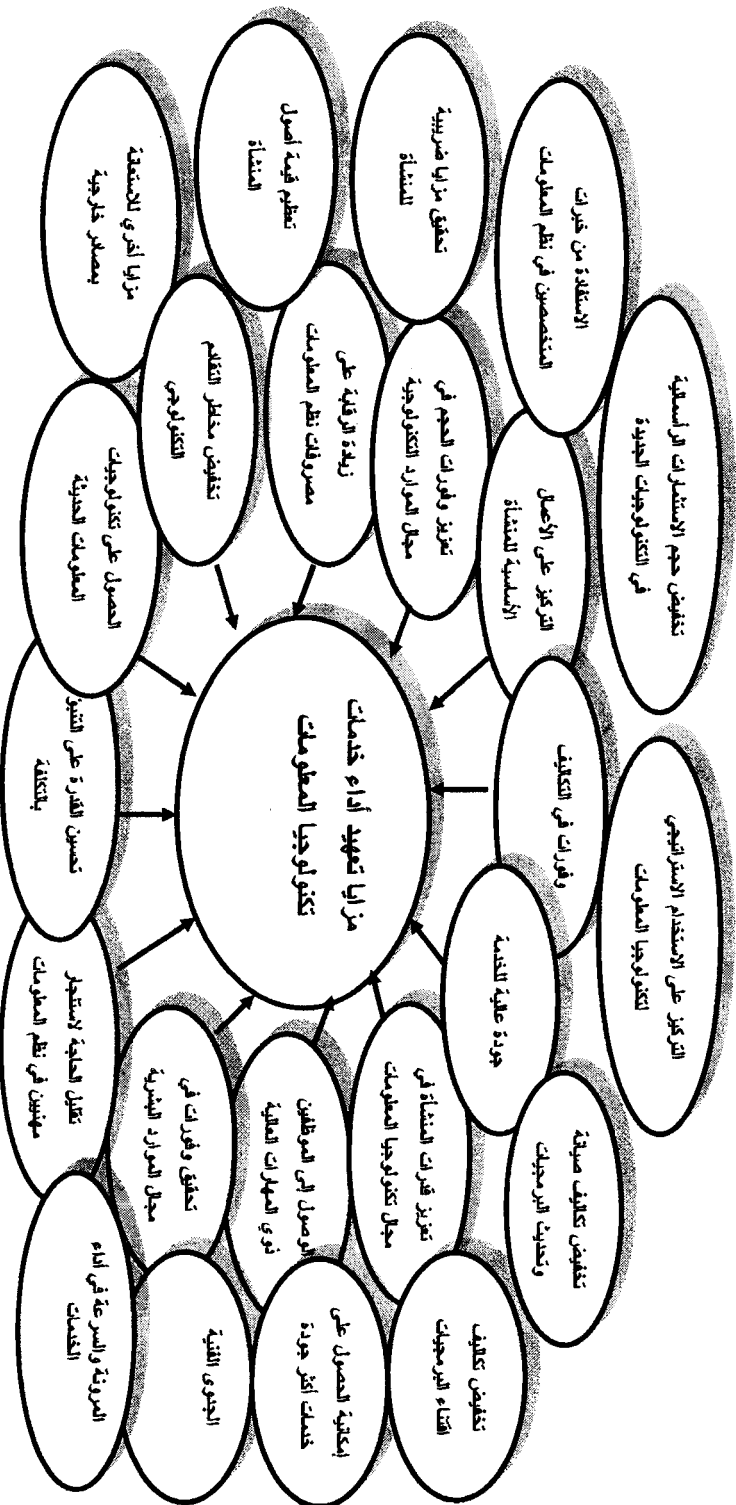 تخفيض حجم الاستثمارات الرأسمالية
في التكنولوجيات الجديدة
التركيز على الاستخدام الاستراتيجي
لتكنولوجيا المعلومات
الاستفادة من خبرات
المتخصصين في نظم المعلومات
التركيز على الأعمال
الأساسية للمنشأة
وفورات في التكاليف
جودة عالية للخدمة
تخفيض تكاليف صيانة
وتحديث البرمجيات
تحقيق مزايا ضريبية
للمنشأة
تعزيز وفورات الحجم في
مجال الموارد التكنولوجية
تعزيز قدرات المنشأة في
مجال تكنولوجيا المعلومات
تخفيض تكاليف
اقتناء البرمجيات
تعظيم قيمة أصول
المنشأة
زيادة الرقابة على
مصروفات نظم المعلومات
مزايا تعهيد أداء خدمات
تكنولوجيا المعلومات
الوصول إلى الموظفين
ذوي المهارات العالية
إمكانية الحصول على
خدمات أكثر جودة
مزايا أخري للاستعانة
بمصادر خارجية
تخفيض مخاطر التقادم
التكنولوجي
تحقيق وفورات في
مجال الموارد البشرية
الجدوى الفنية
الحصول على تكنولوجيات
المعلومات الحديثة
تحسين القدرة على التنبؤ
بالتكلفة
تقليل الحاجة لاستئجار
مهنيين في نظم المعلومات
المرونة والسرعة في أداء
الخدمات